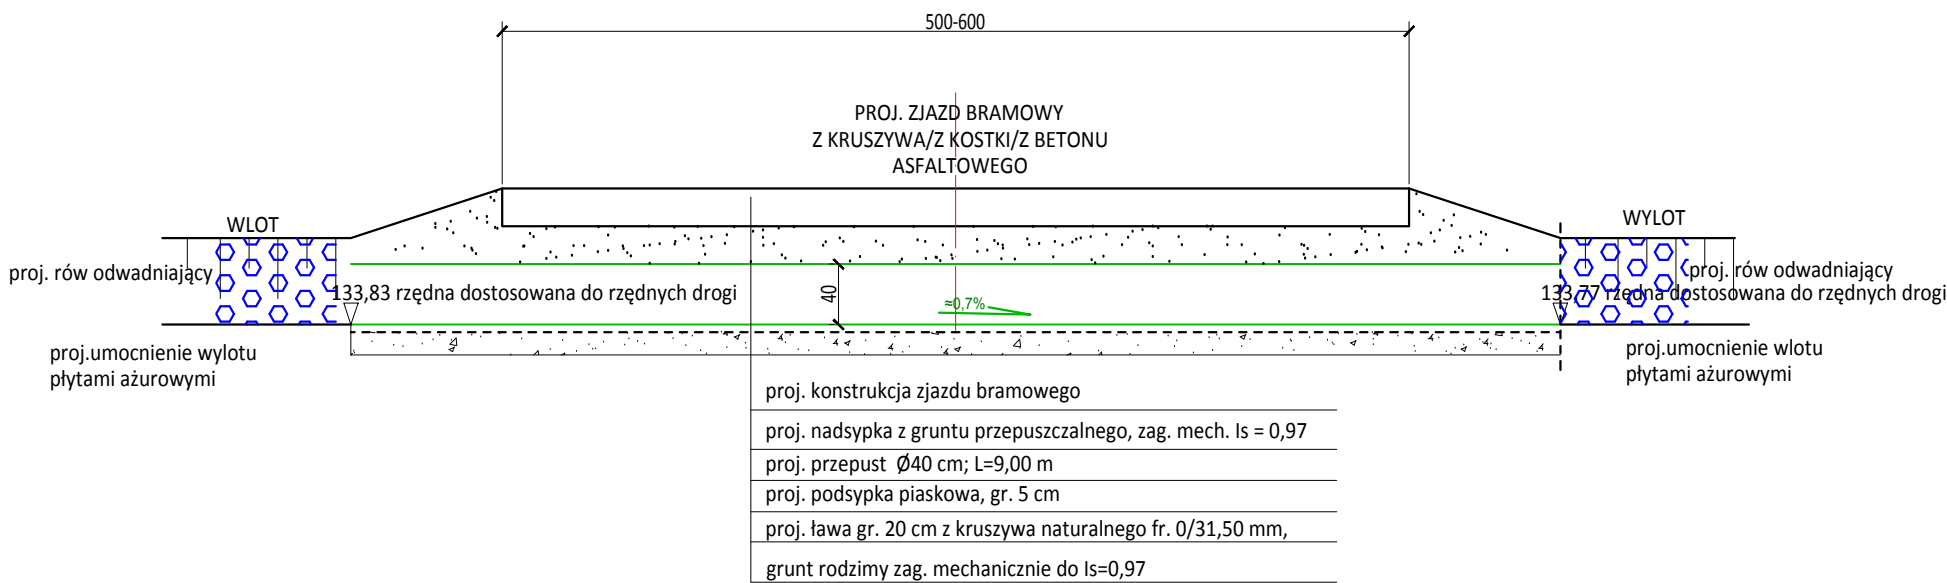 500-600
PROJ. ZJAZD BRAMOWY
Z KRUSZYWA/Z KOSTKI/Z BETONU
ASFALTOWEGO
WLOT
WYLOT
proj. rów odwadniający
proj. rów odwadniający
133,83 rzędna dostosowana do rzędnych drogi
40
≈0,7%
133,77 rzędna dostosowana do rzędnych drogi
proj.umocnienie wylotu
płytami ażurowymi
proj.umocnienie wlotu
płytami ażurowymi
proj. konstrukcja zjazdu bramowego
proj. nadsypka z gruntu przepuszczalnego, zag. mech. Is = 0,97
proj. przepust Ø40 cm; L=9,00 m
proj. podsypka piaskowa, gr. 5 cm
proj. ława gr. 20 cm z kruszywa naturalnego fr. 0/31,50 mm,
grunt rodzimy zag. mechanicznie do Is=0,97